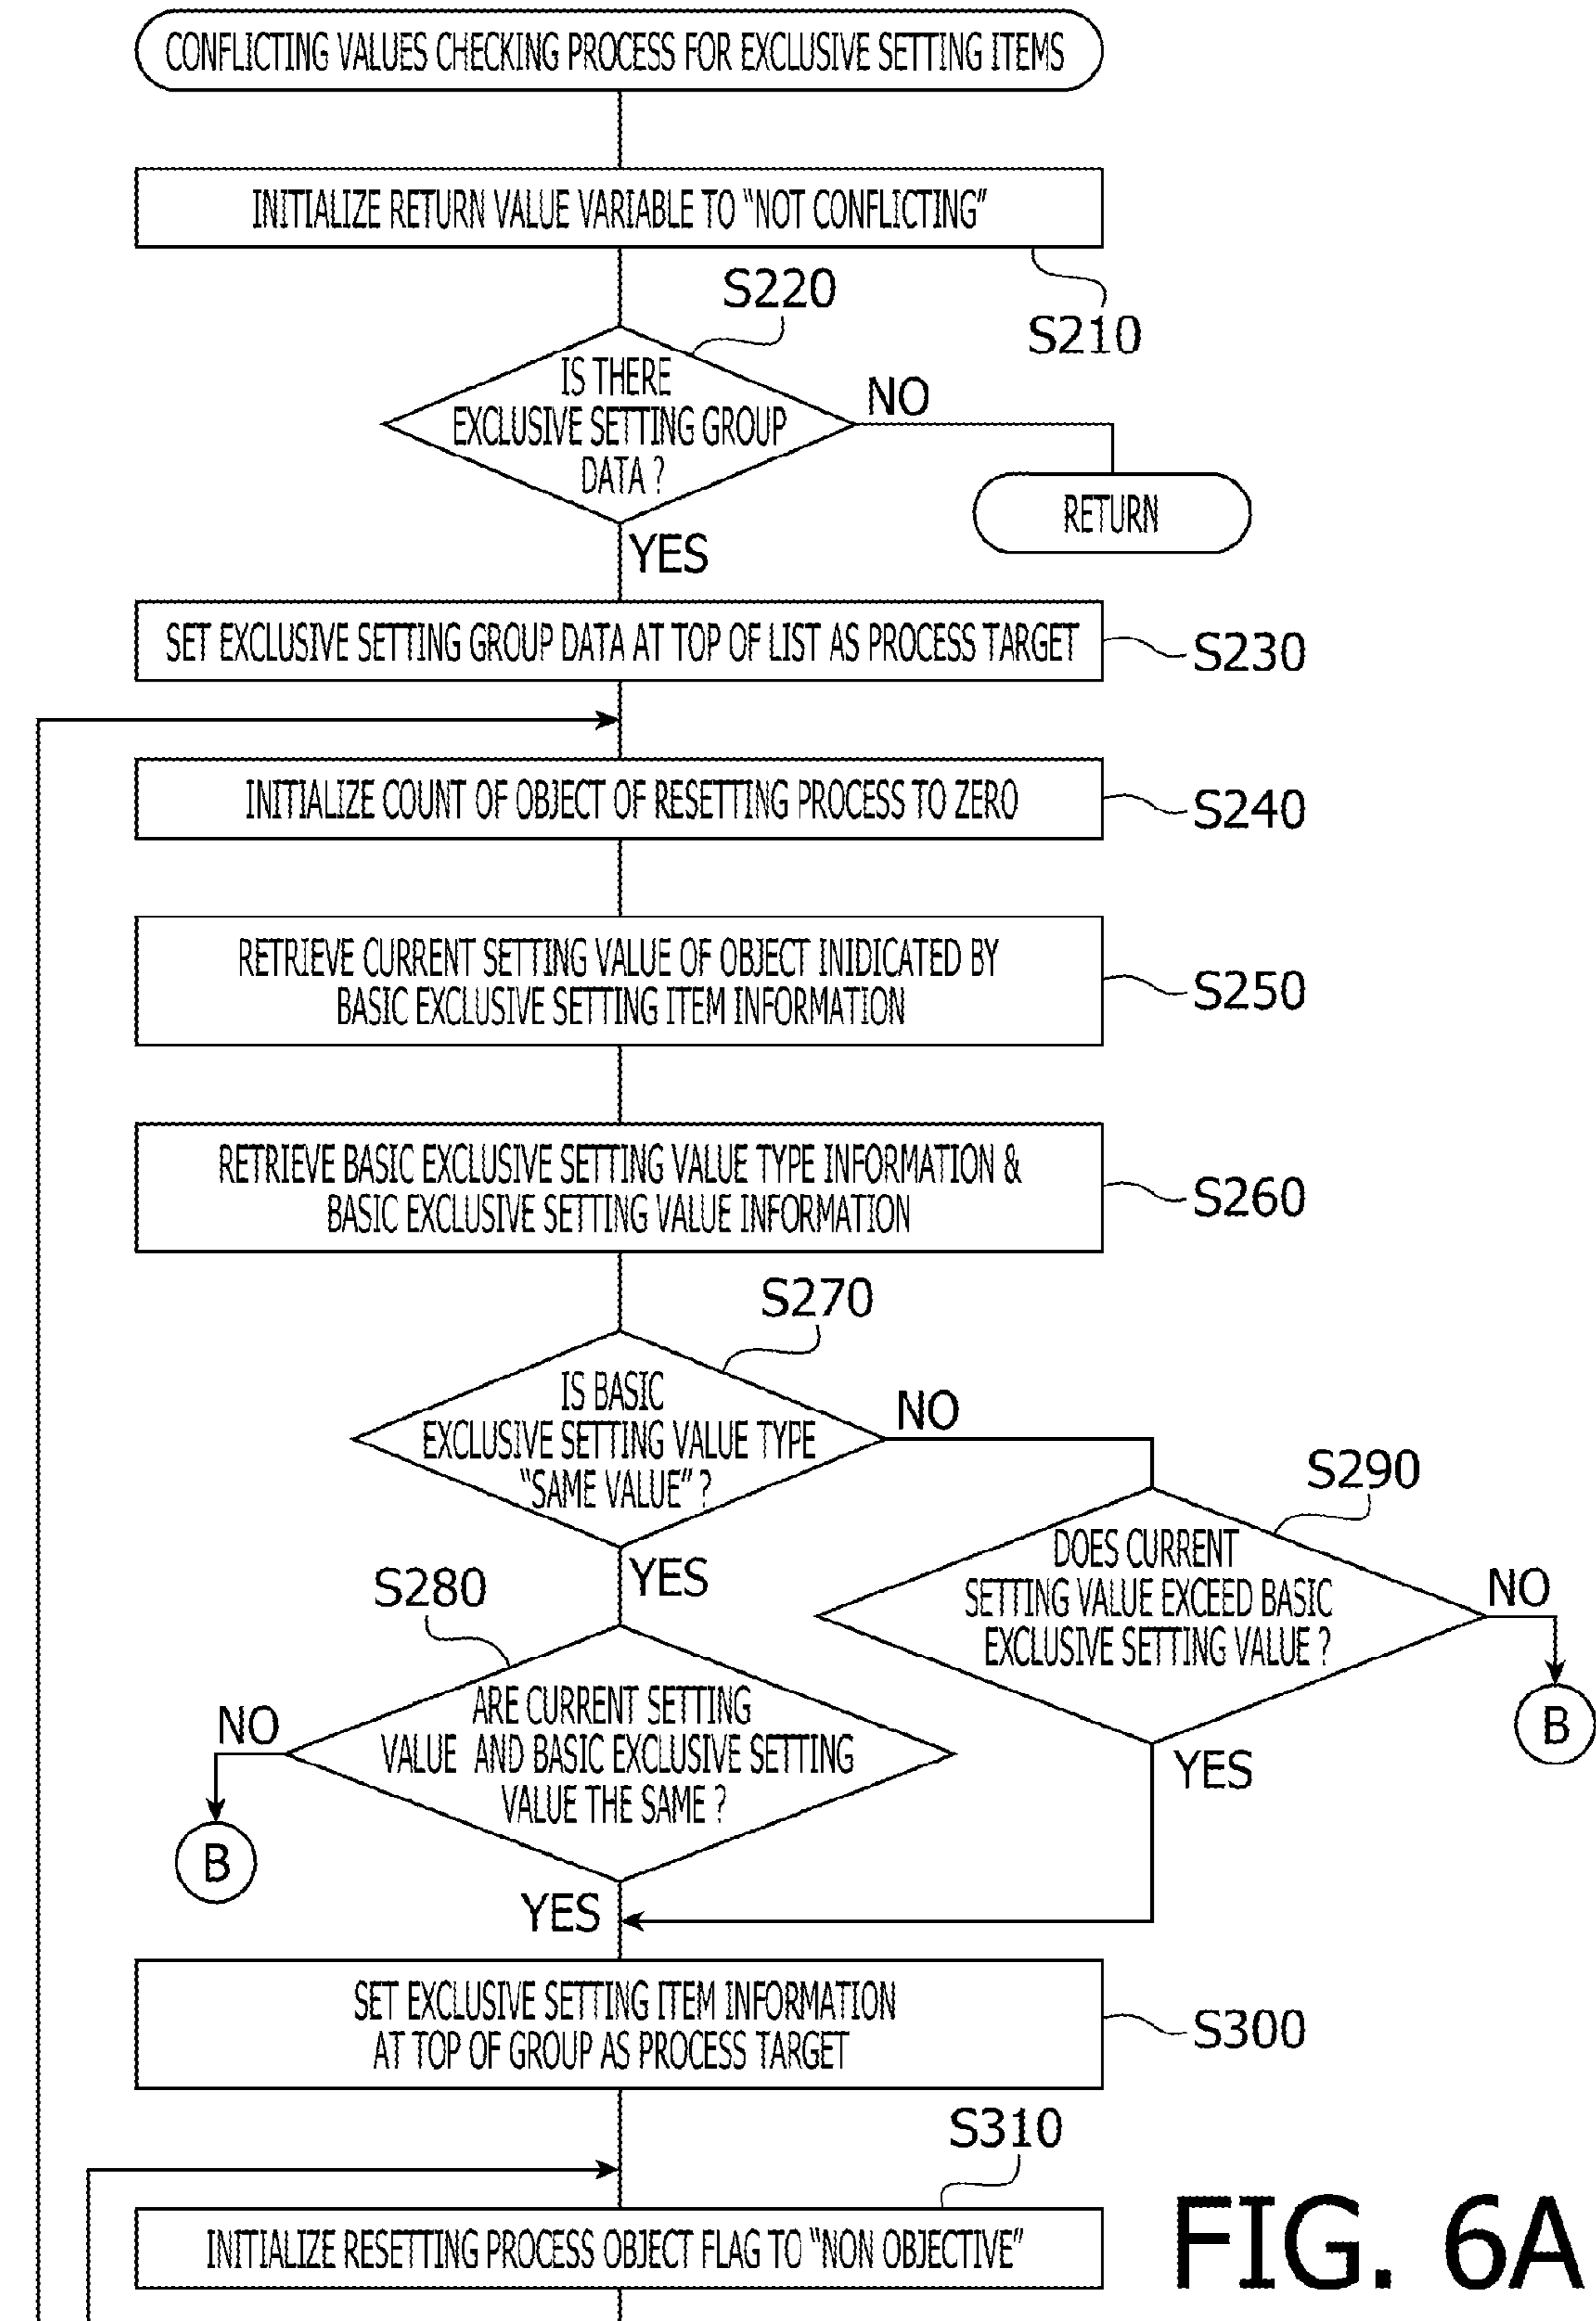 CONFLICTING VALUES CHECKING PROCESS FOR EXCLUSIVE SETTING ITEMS
INITIALIZE RETURN VALUE VARIABLE TO “NOT CONFLICTING”
S210
S220
IS THERE
EXCLUSIVE SETTING GROUP
DATA ?
NO
RETURN
YES
SET EXCLUSIVE SETTING GROUP DATA AT TOP OF LIST AS PROCESS TARGET
S230
INITIALIZE COUNT OF OBJECT OF RESETTING PROCESS TO ZERO
S240
RETRIEVE CURRENT SETTING VALUE OF OBJECT INIDICATED BY
BASIC EXCLUSIVE SETTING ITEM INFORMATION
S250
RETRIEVE BASIC EXCLUSIVE SETTING VALUE TYPE INFORMATION &
BASIC EXCLUSIVE SETTING VALUE INFORMATION
S260
S270
IS BASIC
EXCLUSIVE SETTING VALUE TYPE
“SAME VALUE” ?
NO
YES
S290
DOES CURRENT
SETTING VALUE EXCEED BASIC
EXCLUSIVE SETTING VALUE ?
NO
B
YES
S280
ARE CURRENT SETTING
VALUE AND BASIC EXCLUSIVE SETTING
VALUE THE SAME ?
NO
B
YES
SET EXCLUSIVE SETTING ITEM INFORMATION
AT TOP OF GROUP AS PROCESS TARGET
S300
S310
INITIALIZE RESETTING PROCESS OBJECT FLAG TO “NON OBJECTIVE”
FIG. 6A